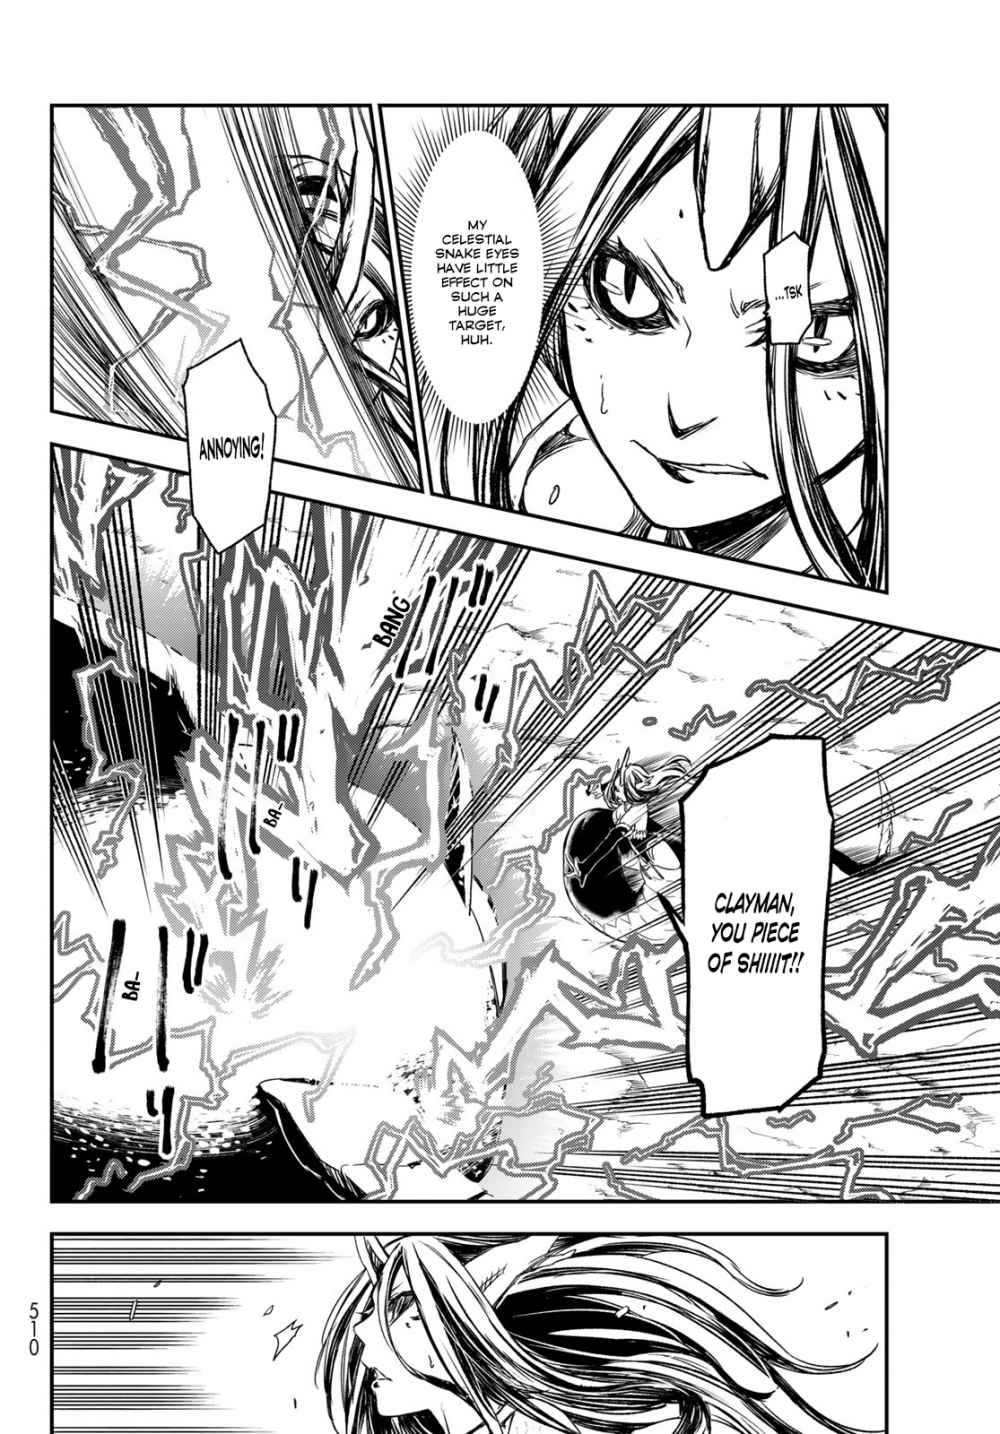 ...TSK
MY
CELESTIAL
SNAKE EYES
HAVE LITTLE
EFFECT ON
SUCH A
HUGE
TARGET,
HUH.
ANNOYING!
BANG
BA-
BA-
CLAYMAN,
YOU PIECE
OF SHIIIIT!!
510